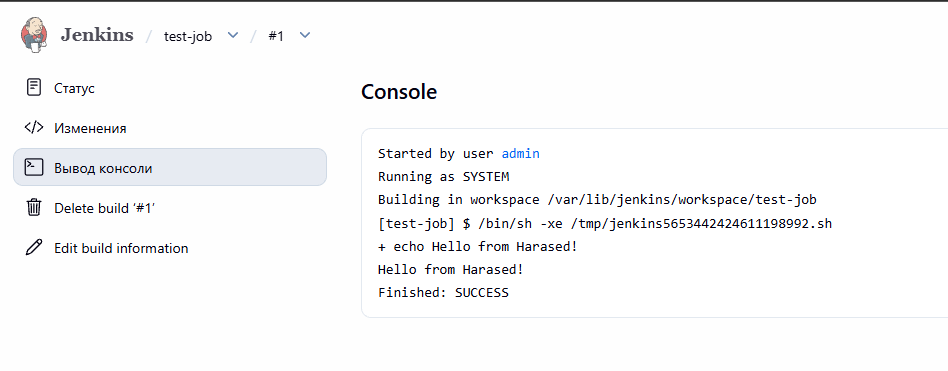 Jenkins / test-job / #1
Статус
Изменения
Вывод консоли
Delete build '#1'
Edit build information
Console
Started by user admin
Running as SYSTEM
Building in workspace /var/lib/jenkins/workspace/test-job
[test-job] $ /bin/sh -xe /tmp/jenkins5653442424611198992.sh
+ echo Hello from Harased!
Hello from Harased!
Finished: SUCCESS